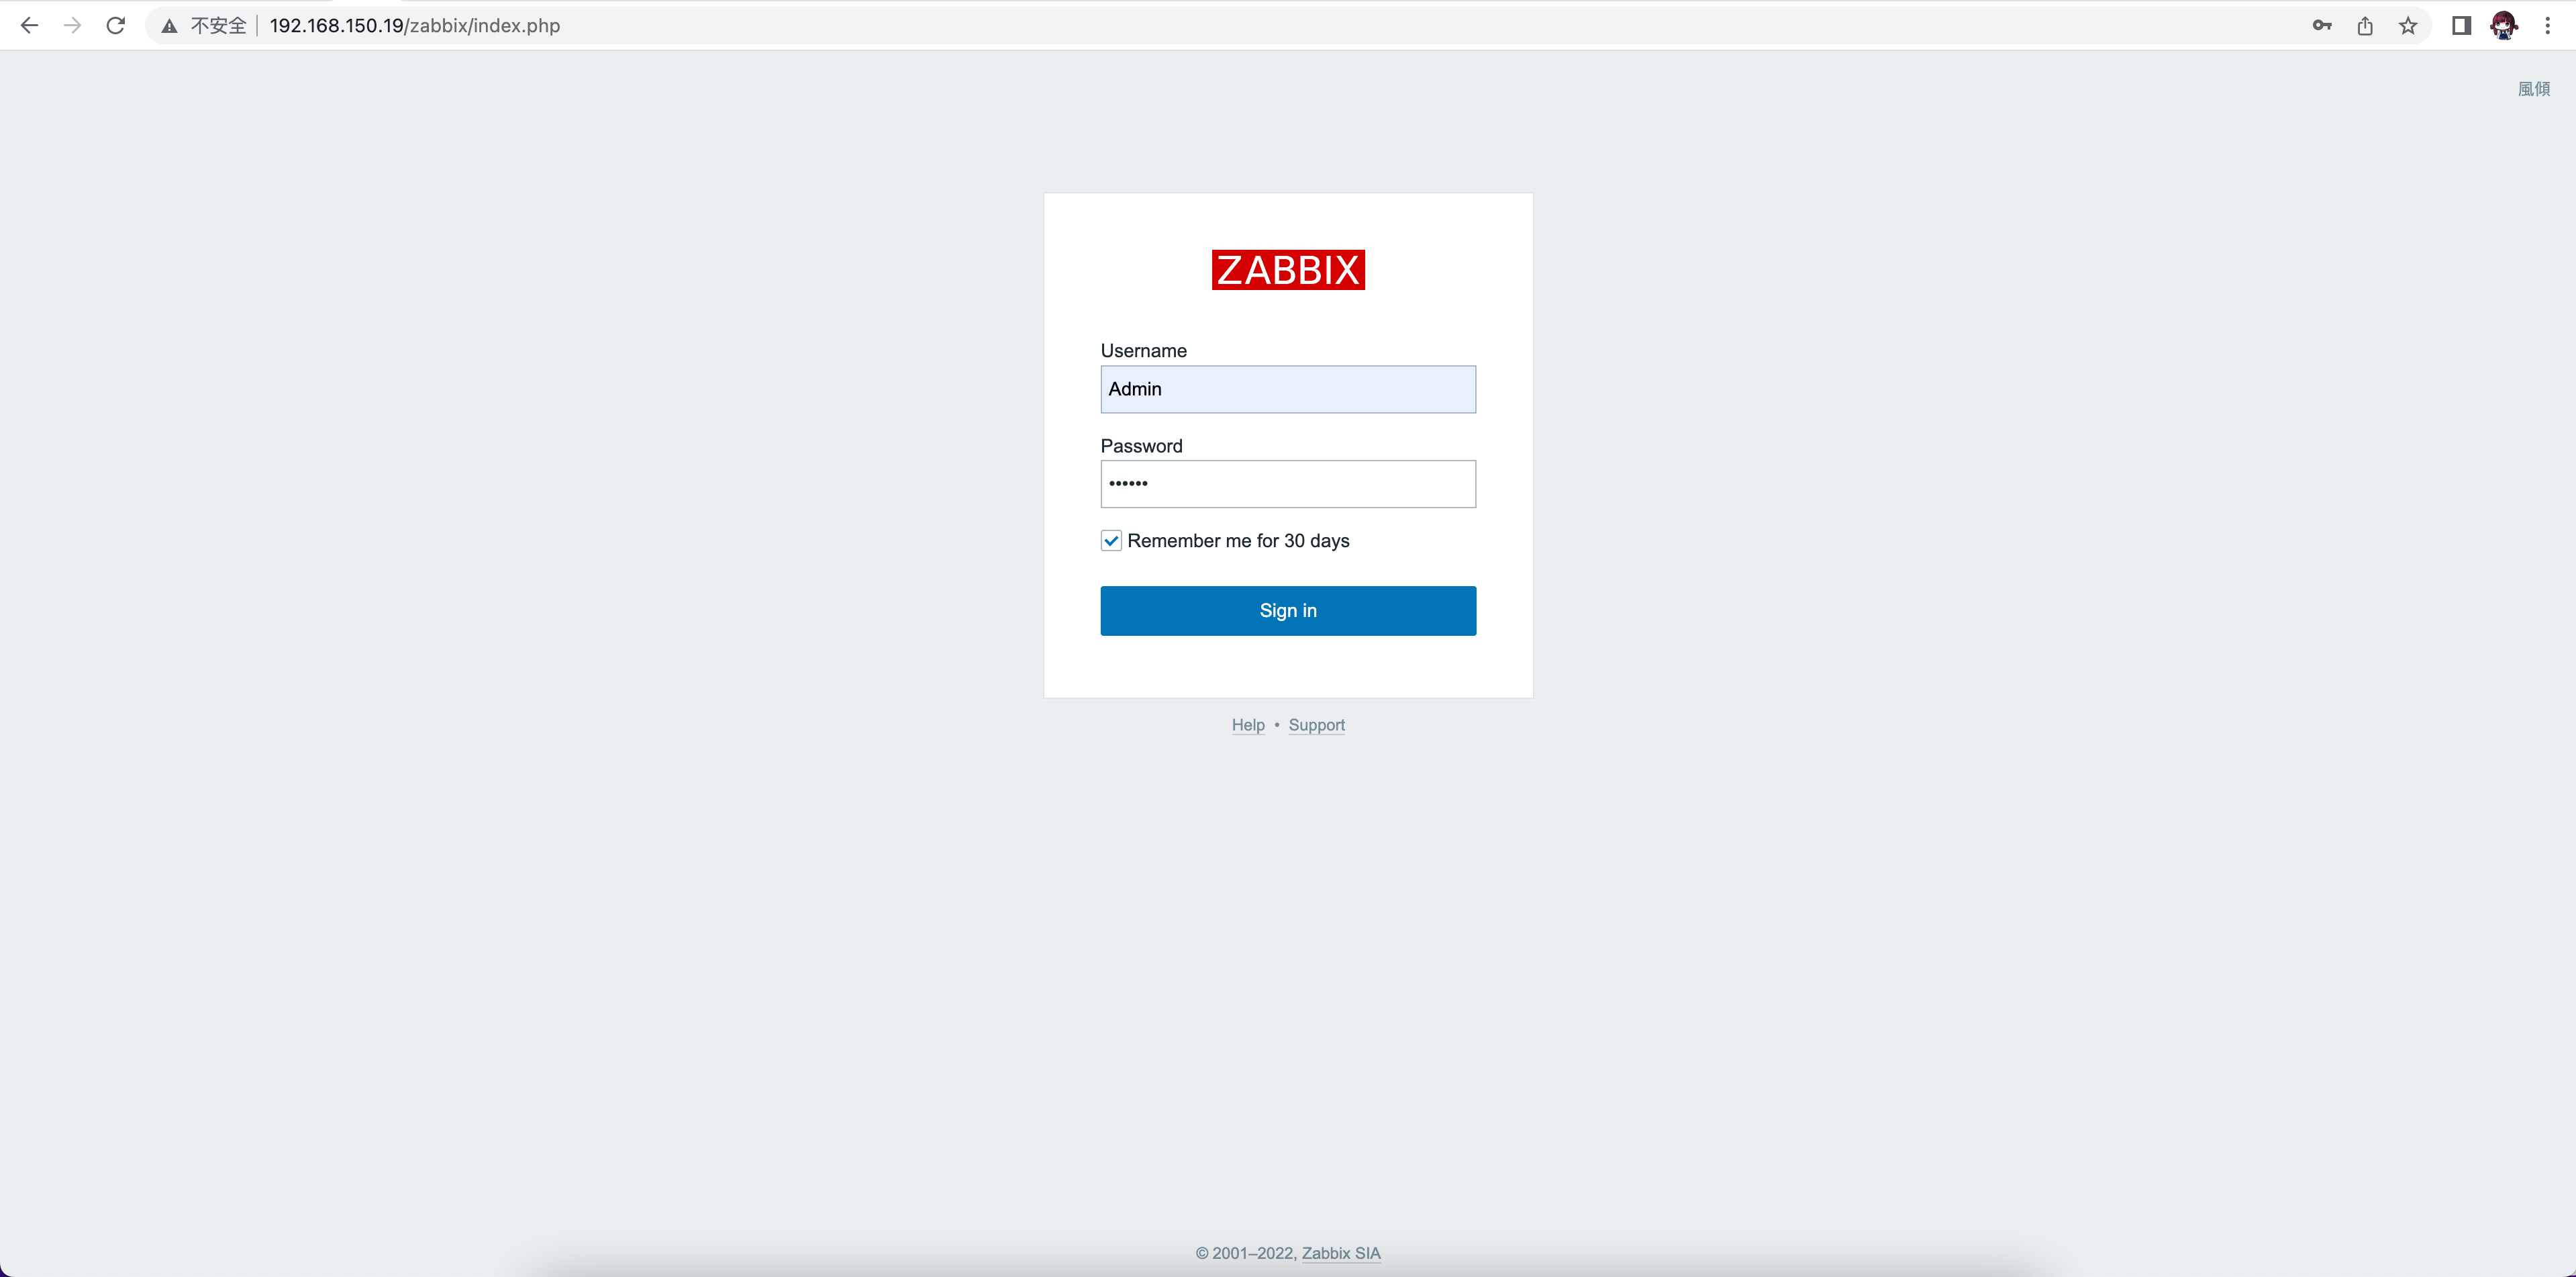 不安全 192.168.150.19/zabbix/index.php
風傾
ZABBIX
Username
Admin
Password
••••••
Remember me for 30 days
Sign in
Help • Support
© 2001–2022, Zabbix SIA